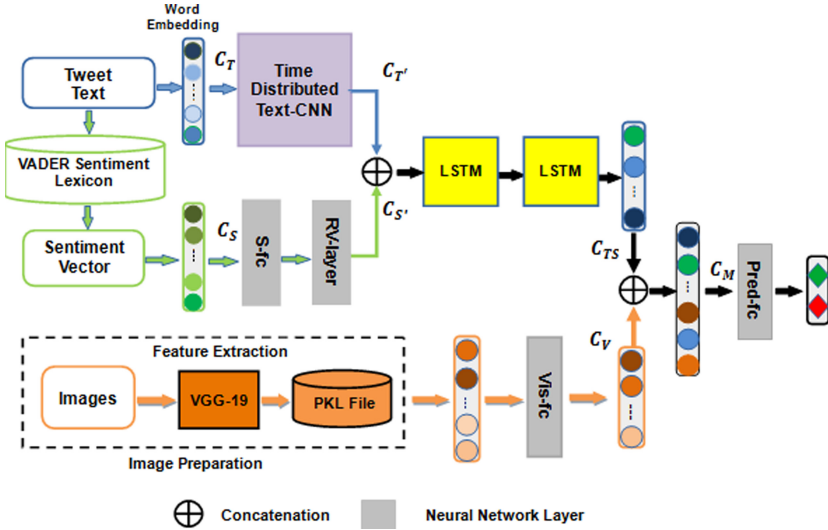 Word
Embedding
Tweet
Text
C_T
Time
Distributed
Text-CNN
C_T'
VADER Sentiment
Lexicon
LSTM
LSTM
C_S'
Sentiment
Vector
C_S
S-fc
RV-layer
C_TS
C_M
Pred-fc
Feature Extraction
C_V
Images
VGG-19
PKL File
Vis-fc
Image Preparation
Concatenation
Neural Network Layer